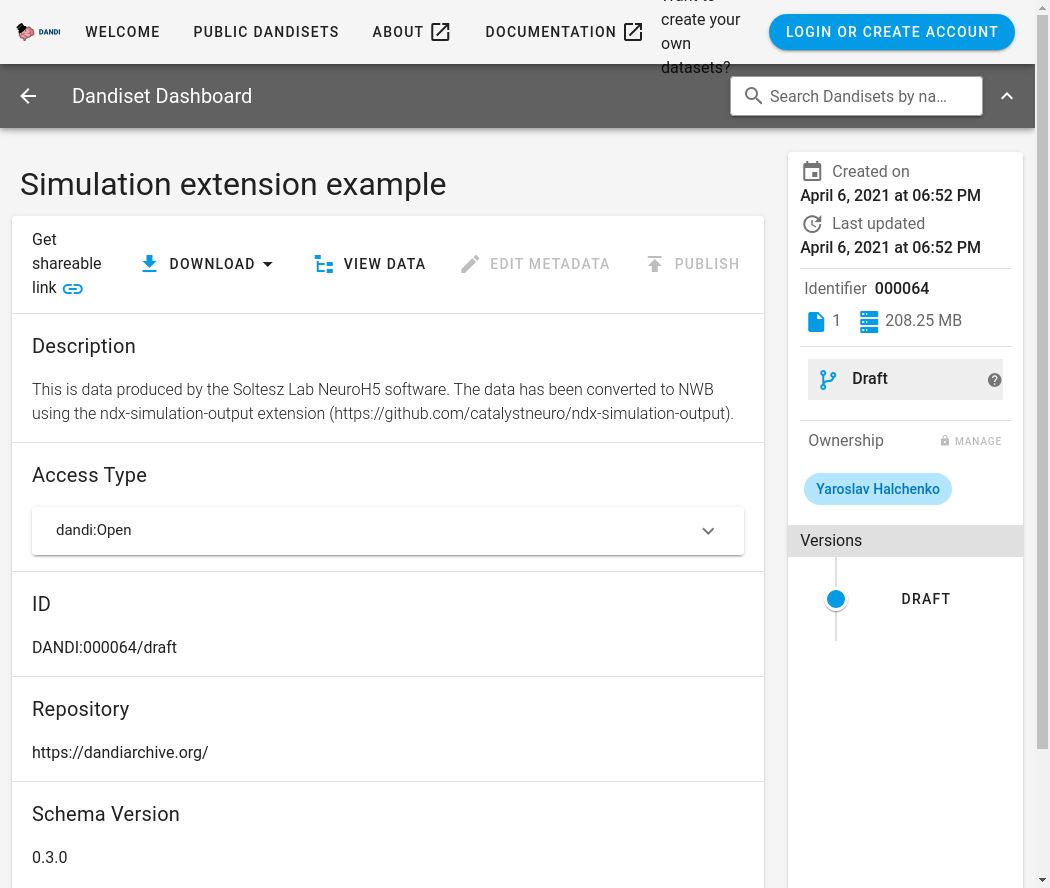 DANDI
WELCOME
PUBLIC DANDISETS
ABOUT
DOCUMENTATION
create your
own
datasets?
LOGIN OR CREATE ACCOUNT
Dandiset Dashboard
Search Dandisets by na…
Simulation extension example
Get
shareable
link
DOWNLOAD
VIEW DATA
EDIT METADATA
PUBLISH
Description
This is data produced by the Soltesz Lab NeuroH5 software. The data has been converted to NWB
using the ndx-simulation-output extension (https://github.com/catalystneuro/ndx-simulation-output).
Access Type
dandi:Open
ID
DANDI:000064/draft
Repository
https://dandiarchive.org/
Schema Version
0.3.0
Created on
April 6, 2021 at 06:52 PM
Last updated
April 6, 2021 at 06:52 PM
Identifier 000064
1 208.25 MB
Draft
Ownership
MANAGE
Yaroslav Halchenko
Versions
DRAFT